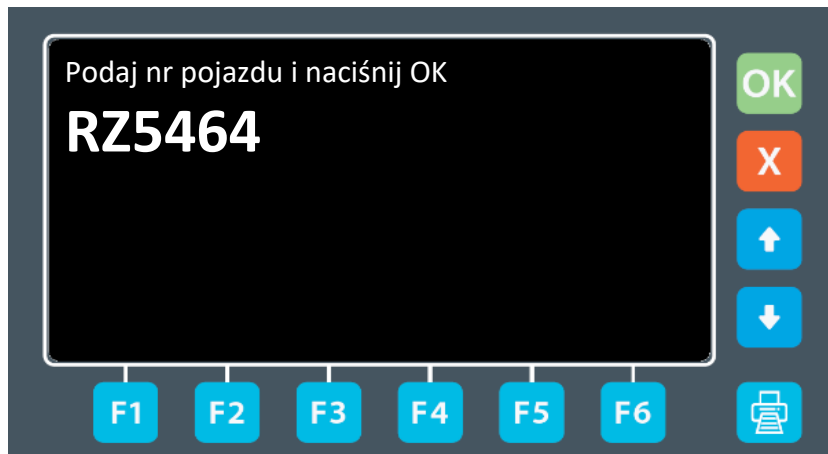 Podaj nr pojazdu i naciśnij OK
RZ5464
OK
X
F1 F2 F3 F4 F5 F6